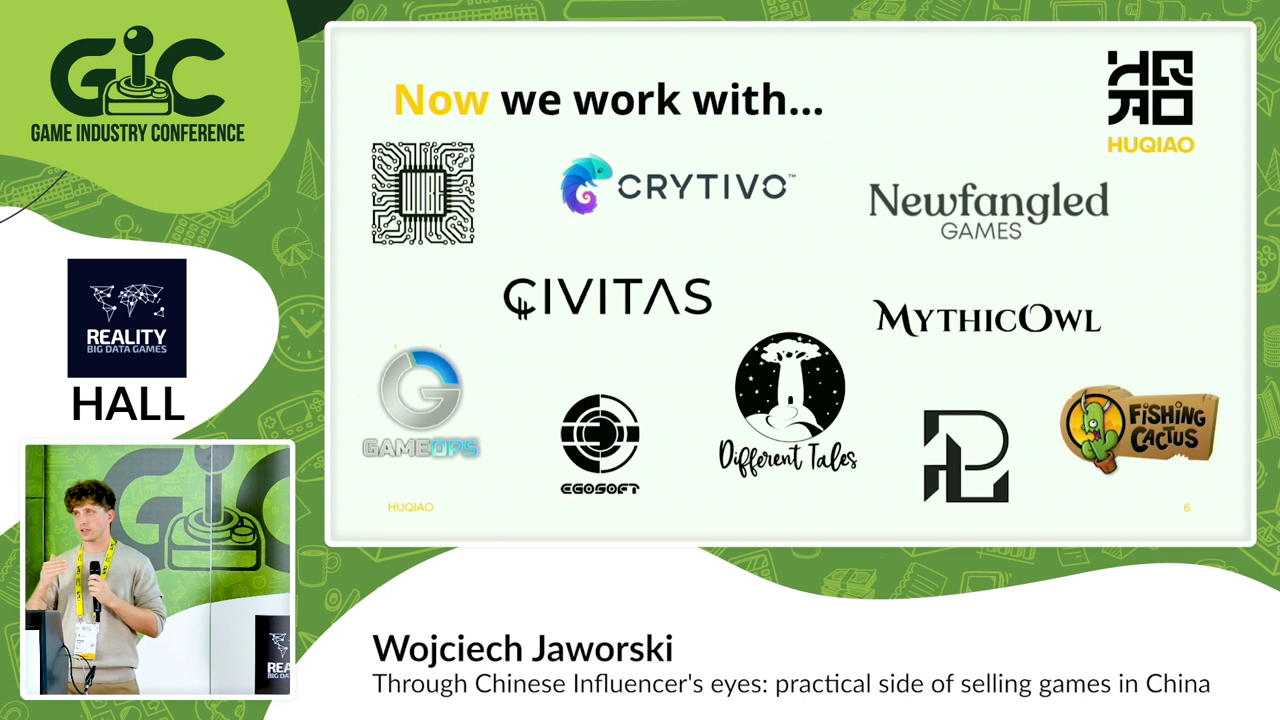 GIC
GAME INDUSTRY CONFERENCE
REALITY
BIG DATA GAMES
HALL
Now we work with...
HUQIAO
CRYTIVO™
Newfangled
GAMES
CIVITAS
MYTHICOWL
GAMEOPS
EGOSOFT
Different Tales
FiSHiNG
CACTUS
HUQIAO
6
Wojciech Jaworski
Through Chinese Influencer's eyes: practical side of selling games in China